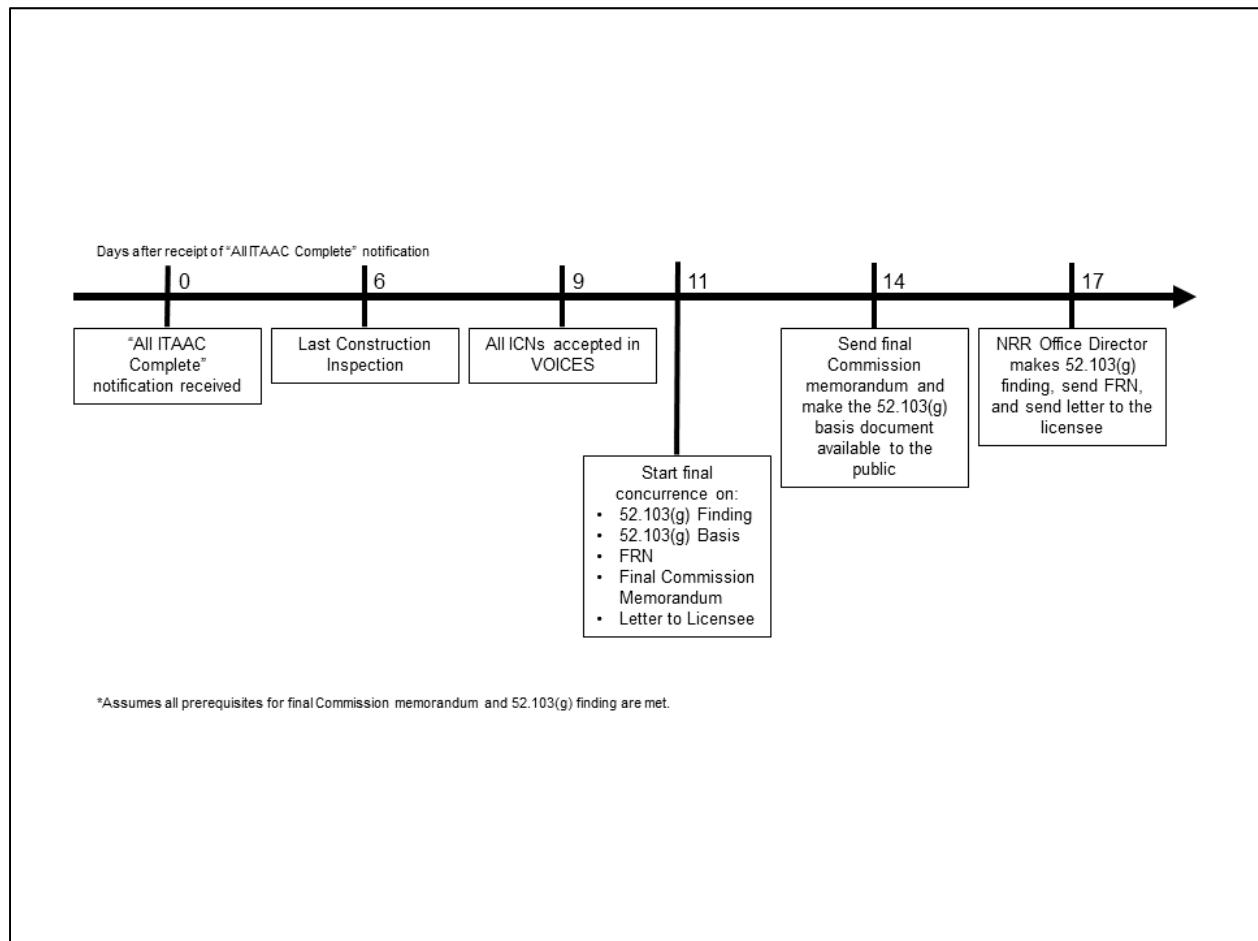 Days after receipt of “All ITAAC Complete” notification
0
6
9
11
14
17
“All ITAAC
Complete”
notification received
Last Construction
Inspection
All ICNs accepted in
VOICES
Start final
concurrence on:
• 52.103(g) Finding
• 52.103(g) Basis
• FRN
• Final Commission
Memorandum
• Letter to Licensee
Send final
Commission
memorandum and
make the 52.103(g)
basis document
available to the
public
NRR Office Director
makes 52.103(g)
finding, send FRN,
and send letter to the
licensee
*Assumes all prerequisites for final Commission memorandum and 52.103(g) finding are met.